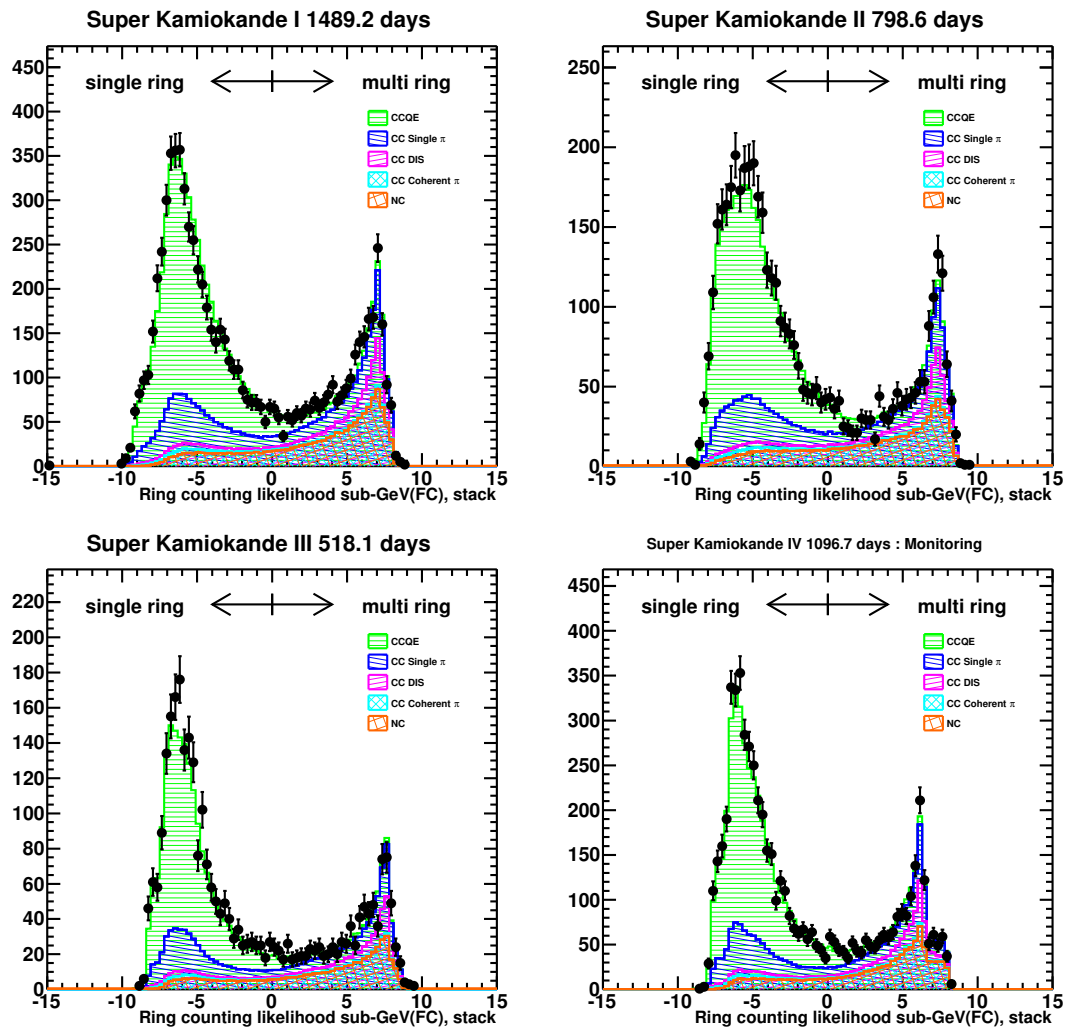 Super Kamiokande I 1489.2 days
450
400
350
300
250
200
150
100
50
0
single ring
multi ring
CCQE
CC Single π
CC DIS
CC Coherent π
NC
-15 -10 -5 0 5 10 15
Ring counting likelihood sub-GeV(FC), stack
Super Kamiokande II 798.6 days
250
200
150
100
50
0
single ring
multi ring
CCQE
CC Single π
CC DIS
CC Coherent π
NC
-15 -10 -5 0 5 10 15
Ring counting likelihood sub-GeV(FC), stack
Super Kamiokande III 518.1 days
220
200
180
160
140
120
100
80
60
40
20
0
single ring
multi ring
CCQE
CC Single π
CC DIS
CC Coherent π
NC
-15 -10 -5 0 5 10 15
Ring counting likelihood sub-GeV(FC), stack
Super Kamiokande IV 1096.7 days : Monitoring
450
400
350
300
250
200
150
100
50
0
single ring
multi ring
CCQE
CC Single π
CC DIS
CC Coherent π
NC
-15 -10 -5 0 5 10 15
Ring counting likelihood sub-GeV(FC), stack